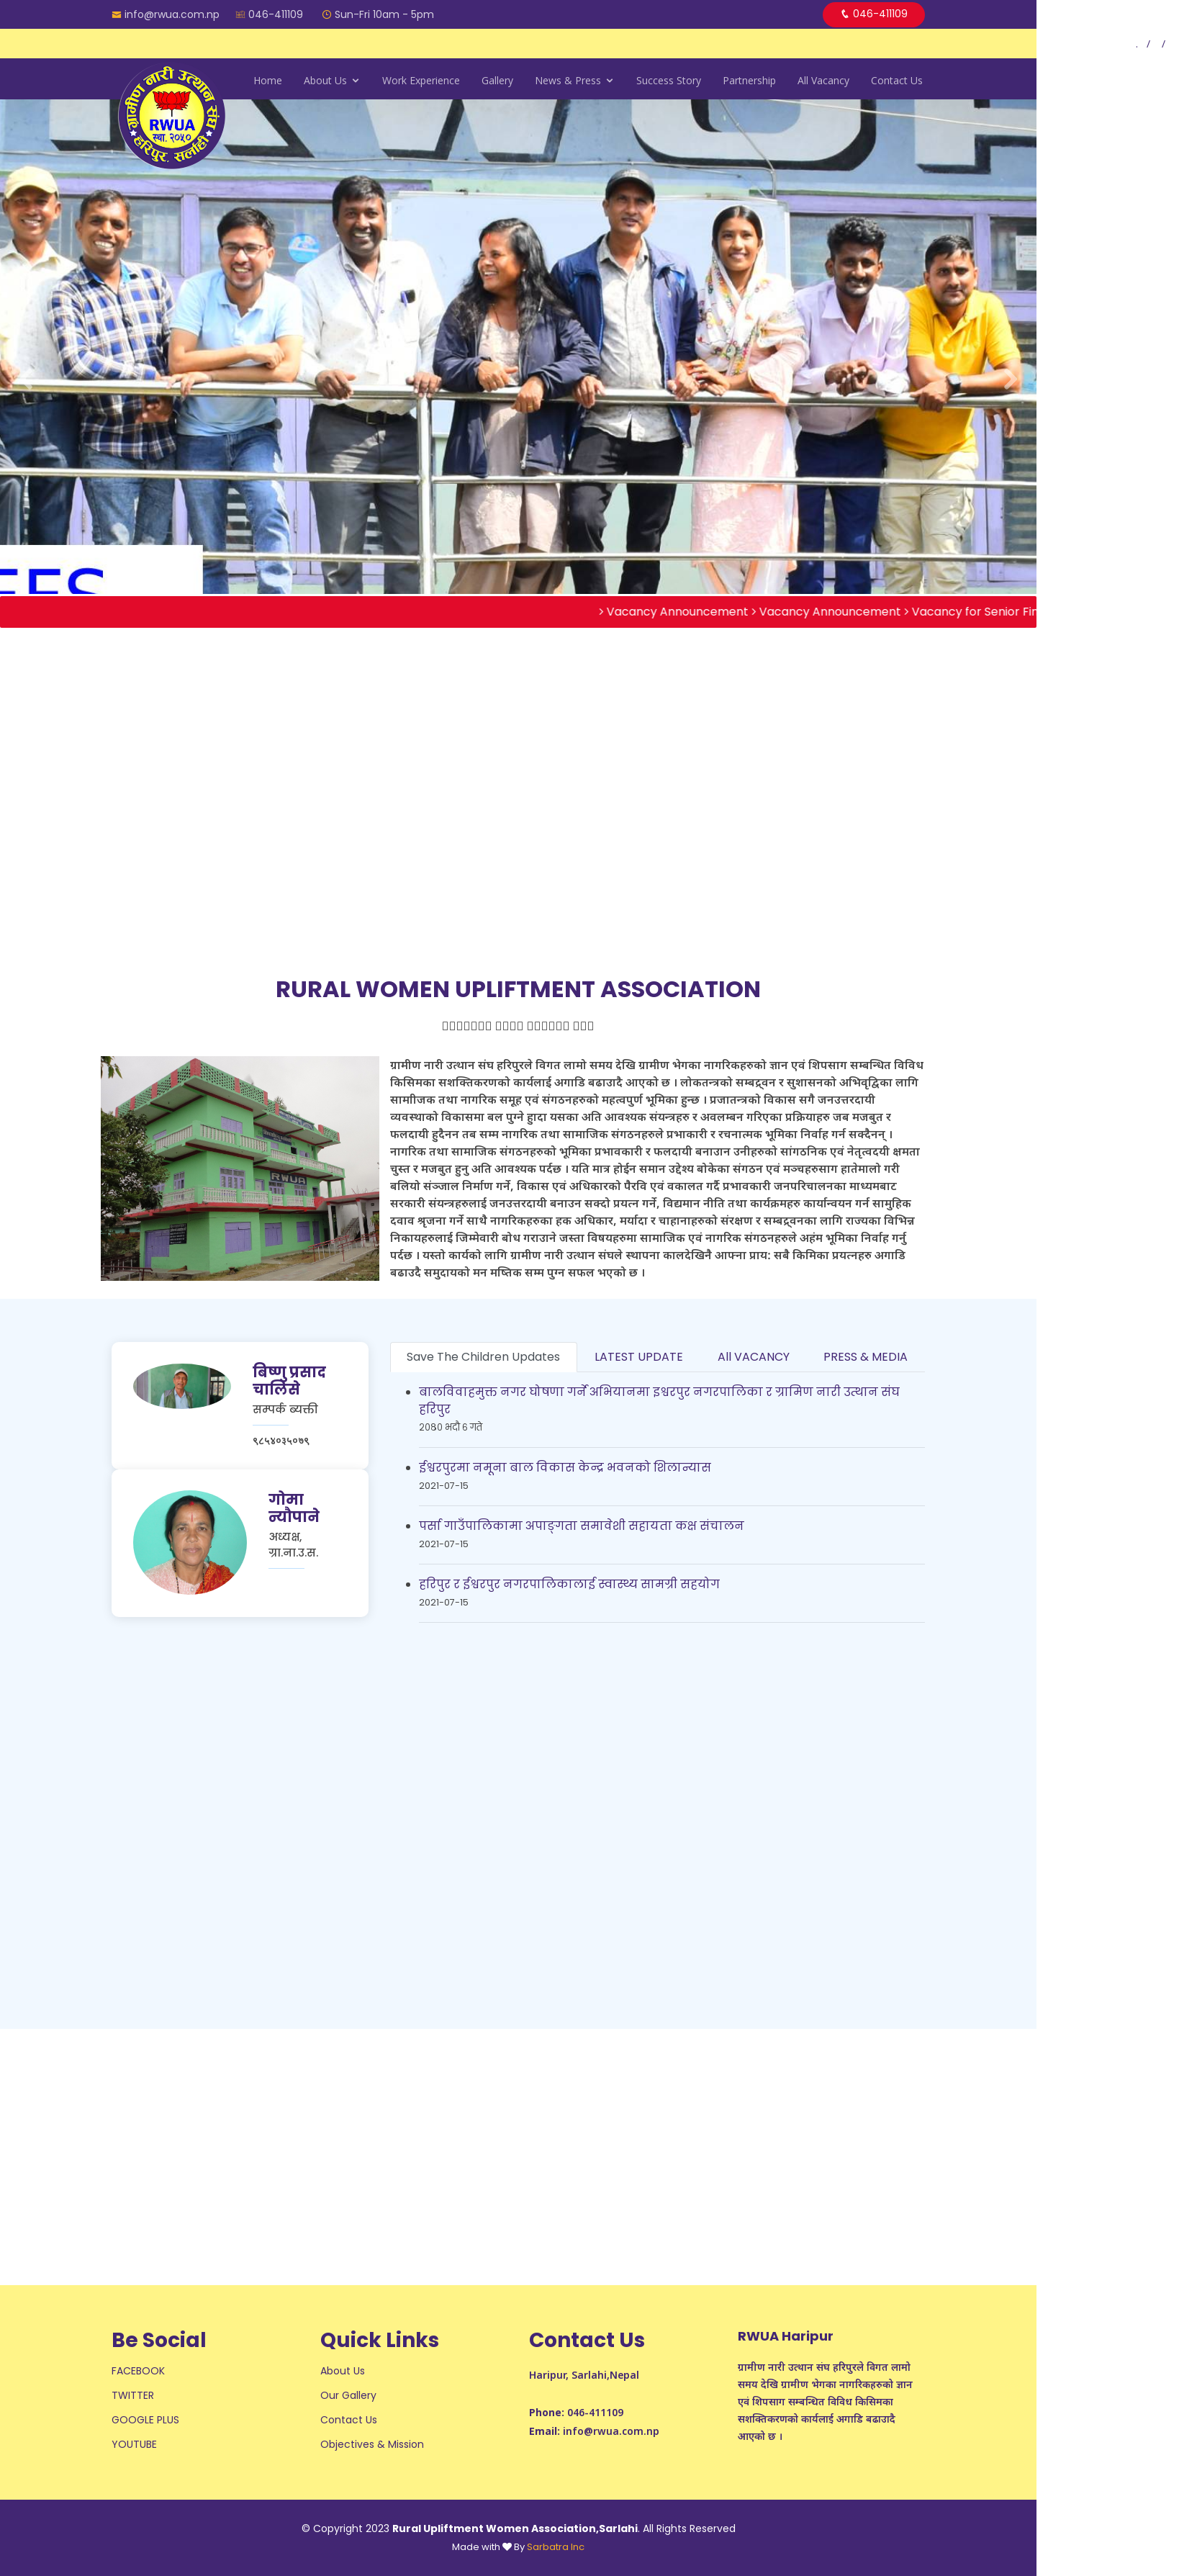 info@rwua.com.np 046-411109 Sun-Fri 10am - 5pm 046-411109
. / /
Home About Us Work Experience Gallery News & Press Success Story Partnership All Vacancy Contact Us
ग्रामीण नारी उत्थान संघ
RWUA
स्था. २०५०
हरिपुर, सर्लाही
> Vacancy Announcement > Vacancy Announcement > Vacancy for Senior Fin
RURAL WOMEN UPLIFTMENT ASSOCIATION
RWUA
ग्रामीण नारी उत्थान संघ हरिपुरले विगत लामो समय देखि ग्रामीण भेगका नागरिकहरुको ज्ञान एवं शिपसाग सम्बन्धित विविध
किसिमका सशक्तिकरणको कार्यलाई अगाडि बढाउादै आएको छ । लोकतन्त्रको सम्बद्र्वन र सुशासनको अभिवृद्विका लागि
सामाीजक तथा नागरिक समूह एवं संगठनहरुको महत्वपुर्ण भूमिका हुन्छ । प्रजातन्त्रको विकास सगै जनउत्तरदायी
व्यवस्थाको विकासमा बल पुग्ने हाुदा यसका अति आवश्यक संयन्त्रहरु र अवलम्बन गरिएका प्रक्रियाहरु जब मजबुत र
फलदायी हुदैनन तब सम्म नागरिक तथा सामाजिक संगठनहरुले प्रभाकारी र रचनात्मक भूमिका निर्वाह गर्न सक्दैनन् ।
नागरिक तथा सामाजिक संगठनहरुको भूमिका प्रभावकारी र फलदायी बनाउान उनीहरुको सांगठनिक एवं नेतृत्वदयी क्षमता
चुस्त र मजबुत हुनु अति आवश्यक पर्दछ । यति मात्र होईन समान उद्देश्य बोकेका संगठन एवं मञ्चहरुसाग हातेमालो गरी
बलियो संञ्जाल निर्माण गर्ने, विकास एवं अधिकारको पैरवि एवं वकालत गर्दै प्रभावकारी जनपरिचालनका माध्यमबाट
सरकारी संयन्त्रहरुलाई जनउत्तरदायी बनाउन सक्दो प्रयत्न गर्ने, विद्यमान नीति तथा कार्यक्रमहरु कार्यान्वयन गर्न सामुहिक
दवाव श्रृजना गर्ने साथै नागरिकहरुका हक अधिकार, मर्यादा र चाहानाहरुको संरक्षण र सम्बद्र्वनका लागि राज्यका विभिन्न
निकायहरुलाई जिम्मेवारी बोध गराउाने जस्ता विषयहरुमा सामाजिक एवं नागरिक संगठनहरुले अहंम भूमिका निर्वाह गर्नु
पर्दछ । यस्तो कार्यको लागि ग्रामीण नारी उत्थान संघले स्थापना कालदेखिनै आफ्ना प्राय: सबै किमिका प्रयत्नहरु अगाडि
बढाउदै समुदायको मन मष्तिक सम्म पुग्न सफल भएको छ ।
बिष्णु प्रसाद
चालिसे
सम्पर्क ब्यक्ती
९८५४०३५०७९
गोमा
न्यौपाने
अध्यक्ष,
ग्रा.ना.उ.स.
Save The Children Updates LATEST UPDATE All VACANCY PRESS & MEDIA
बालविवाहमुक्त नगर घोषणा गर्ने अभियानमा इश्वरपुर नगरपालिका र ग्रामिण नारी उत्थान संघ
हरिपुर
२०८० भदौ ६ गते
ईश्वरपुरमा नमूना बाल विकास केन्द्र भवनको शिलान्यास
2021-07-15
पर्सा गाउँपालिकामा अपाङ्गता समावेशी सहायता कक्ष संचालन
2021-07-15
हरिपुर र ईश्वरपुर नगरपालिकालाई स्वास्थ्य सामग्री सहयोग
2021-07-15
Be Social
FACEBOOK
TWITTER
GOOGLE PLUS
YOUTUBE
Quick Links
About Us
Our Gallery
Contact Us
Objectives & Mission
Contact Us
Haripur, Sarlahi,Nepal
Phone: 046-411109
Email: info@rwua.com.np
RWUA Haripur
ग्रामीण नारी उत्थान संघ हरिपुरले विगत लामो
समय देखि ग्रामीण भेगका नागरिकहरुको ज्ञान
एवं शिपसाग सम्बन्धित विविध किसिमका
सशक्तिकरणको कार्यलाई अगाडि बढाउादै
आएको छ ।
© Copyright 2023 Rural Upliftment Women Association,Sarlahi. All Rights Reserved
Made with ♥ By Sarbatra Inc